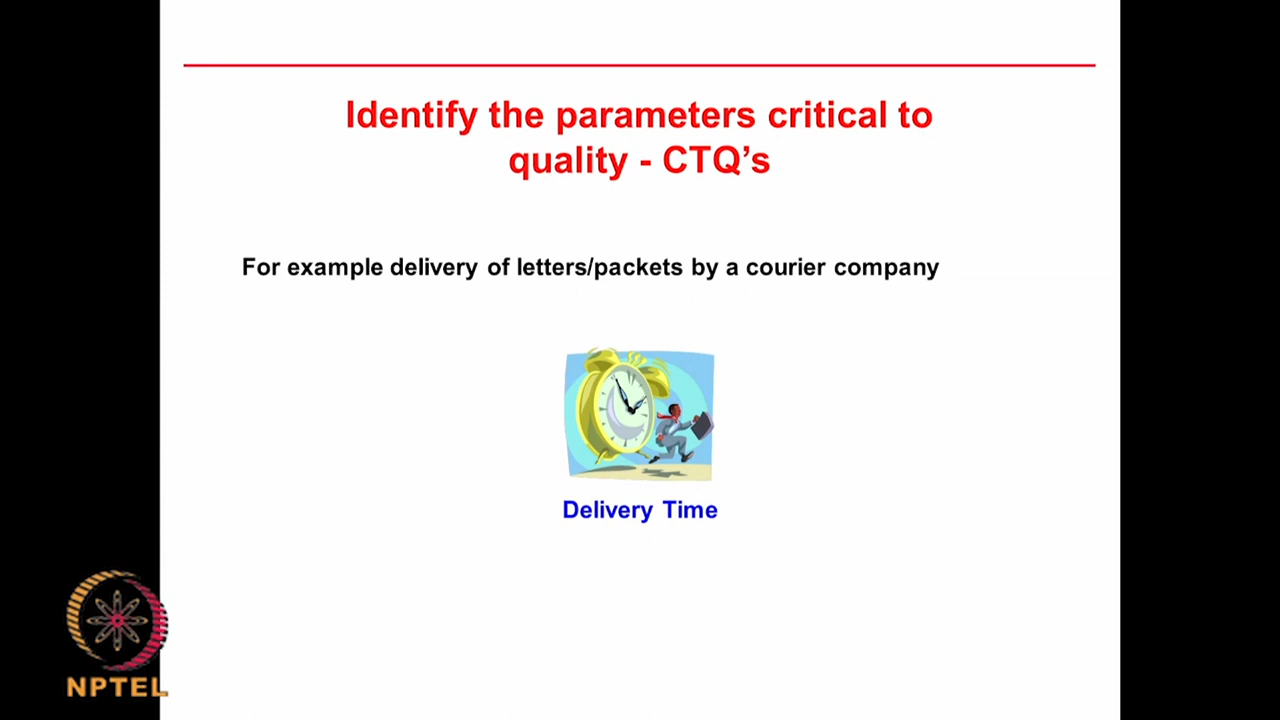 Identify the parameters critical to
quality - CTQ’s
For example delivery of letters/packets by a courier company
Delivery Time
NPTEL